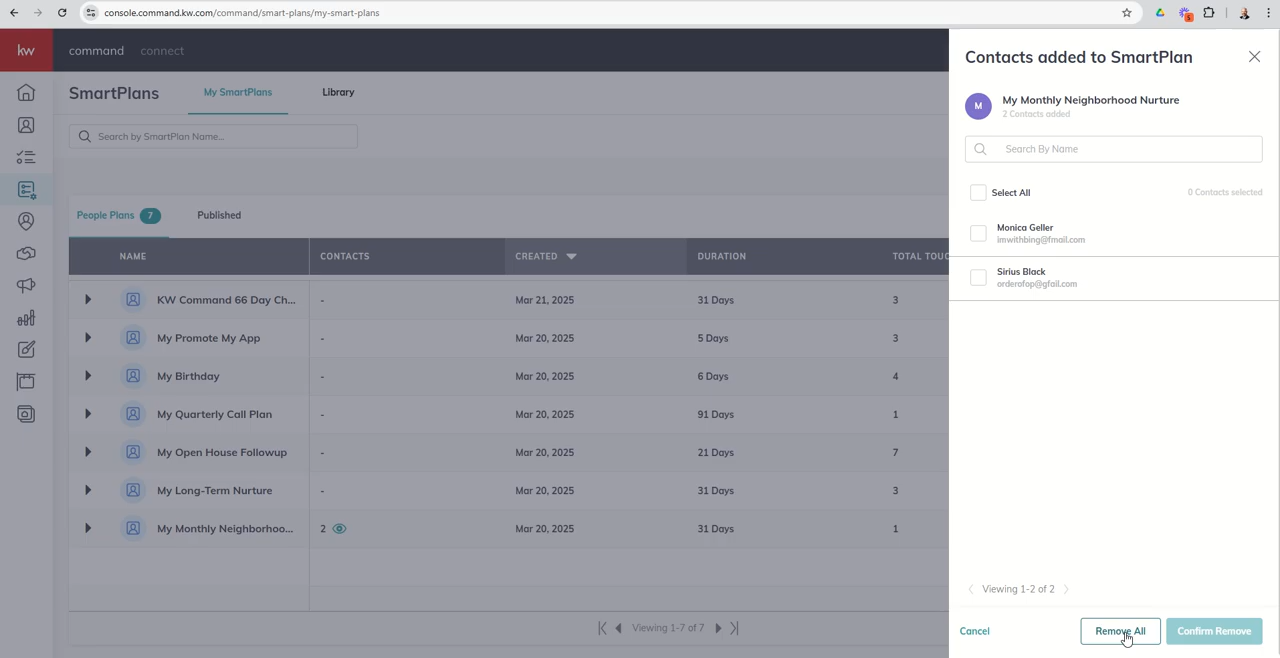 console.command.kw.com/command/smart-plans/my-smart-plans
5
kw
command connect
SmartPlans My SmartPlans Library
Search by SmartPlan Name...
People Plans 7 Published
NAME CONTACTS CREATED DURATION TOTAL TOUC
KW Command 66 Day Ch... - Mar 21, 2025 31 Days 3
My Promote My App - Mar 20, 2025 5 Days 3
My Birthday - Mar 20, 2025 6 Days 4
My Quarterly Call Plan - Mar 20, 2025 91 Days 1
My Open House Followup - Mar 20, 2025 21 Days 7
My Long-Term Nurture - Mar 20, 2025 31 Days 3
My Monthly Neighborhoo... 2 Mar 20, 2025 31 Days 1
Viewing 1-7 of 7
Contacts added to SmartPlan
M
My Monthly Neighborhood Nurture
2 Contacts added
Search By Name
Select All 0 Contacts selected
Monica Geller
imwithbing@fmail.com
Sirius Black
orderofop@gfail.com
Viewing 1-2 of 2
Cancel Remove All Confirm Remove